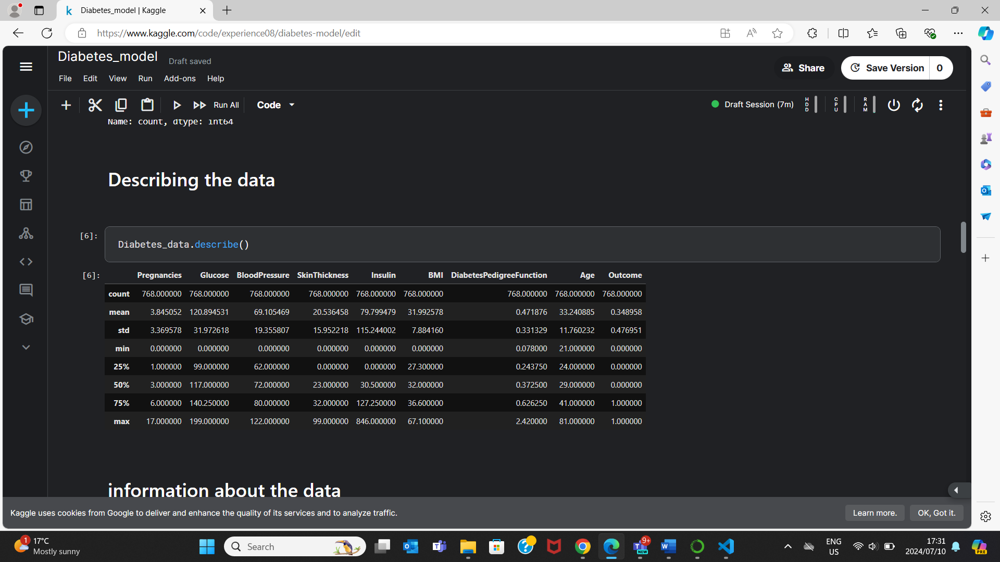 Diabetes_model | Kaggle
https://www.kaggle.com/code/experience08/diabetes-model/edit
Diabetes_model Draft saved
Share
Save Version 0
File Edit View Run Add-ons Help
Run All Code
Draft Session (7m) HDD CPU RAM
Name: count, dtype: int64
Describing the data
[6]: Diabetes_data.describe()
[6]: Pregnancies Glucose BloodPressure SkinThickness Insulin BMI DiabetesPedigreeFunction Age Outcome
count 768.000000 768.000000 768.000000 768.000000 768.000000 768.000000 768.000000 768.000000 768.000000
mean 3.845052 120.894531 69.105469 20.536458 79.799479 31.992578 0.471876 33.240885 0.348958
std 3.369578 31.972618 19.355807 15.952218 115.244002 7.884160 0.331329 11.760232 0.476951
min 0.000000 0.000000 0.000000 0.000000 0.000000 0.000000 0.078000 21.000000 0.000000
25% 1.000000 99.000000 62.000000 0.000000 0.000000 27.300000 0.243750 24.000000 0.000000
50% 3.000000 117.000000 72.000000 23.000000 30.500000 32.000000 0.372500 29.000000 0.000000
75% 6.000000 140.250000 80.000000 32.000000 127.250000 36.600000 0.626250 41.000000 1.000000
max 17.000000 199.000000 122.000000 99.000000 846.000000 67.100000 2.420000 81.000000 1.000000
information about the data
Kaggle uses cookies from Google to deliver and enhance the quality of its services and to analyze traffic.
Learn more. OK, Got it.
1
17°C
Mostly sunny
Search
9+
NEW
ENG
US
17:31
2024/07/10
PRE